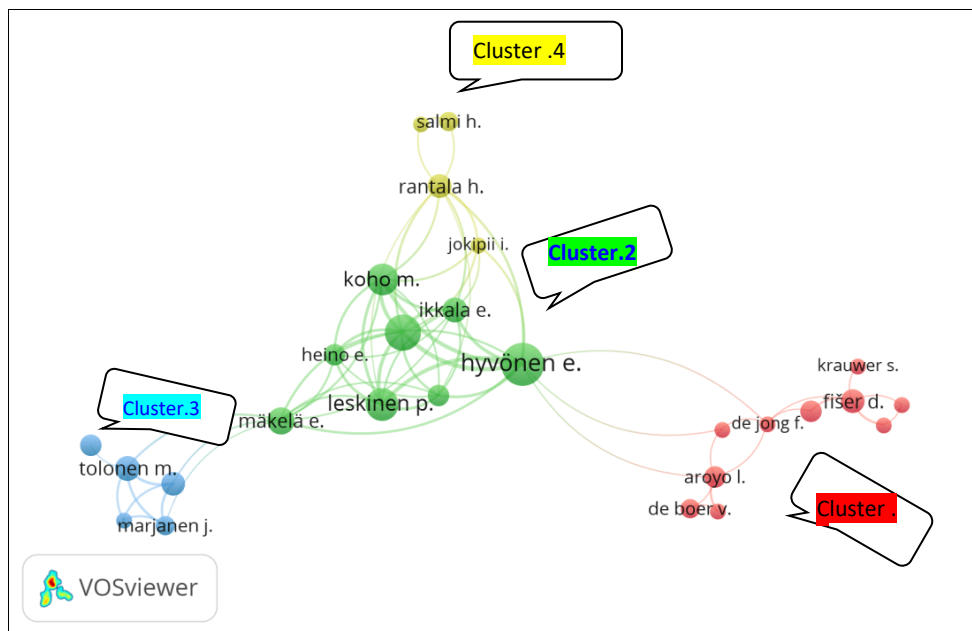 Cluster .4
salmi h.
rantala h.
jokipii i.
Cluster.2
koho m.
ikkala e.
heino e.
hyvönen e.
krauwer s.
Cluster.3
leskinen p.
fišer d.
mäkelä e.
de jong f.
tolonen m.
aroyo l.
de boer v.
Cluster .
marjanen j.
VOSviewer